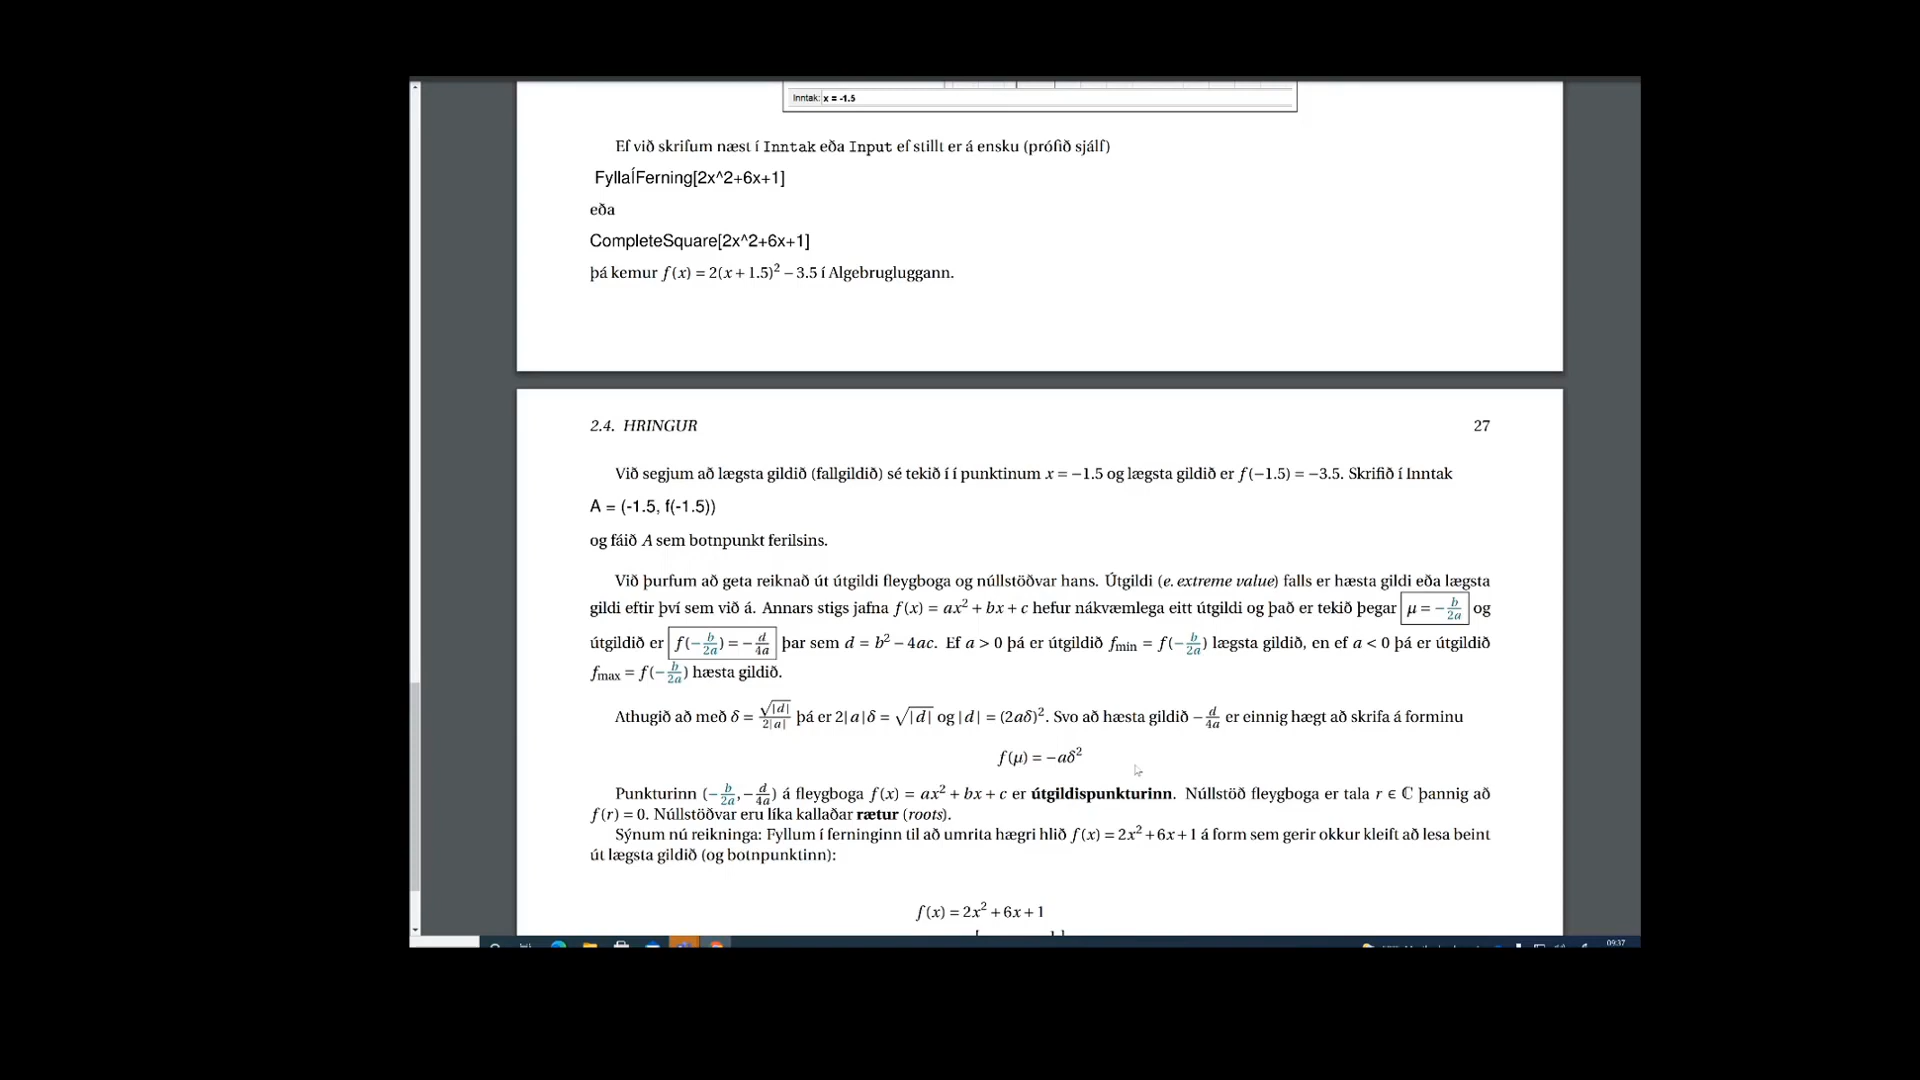 Inntak: x = -1.5
Ef við skrifum næst í Inntak eða Input ef stillt er á ensku (prófið sjálf)
FyllaÍFerning[2x^2+6x+1]
eða
CompleteSquare[2x^2+6x+1]
þá kemur f(x) = 2(x + 1.5)² − 3.5 í Algebrugluggann.
2.4. HRINGUR 27
Við segjum að lægsta gildið (fallgildið) sé tekið í í punktinum x = −1.5 og lægsta gildið er f(−1.5) = −3.5. Skrifið í Inntak
A = (-1.5, f(-1.5))
og fáið A sem botnpunkt ferilsins.
Við þurfum að geta reiknað út útgildi fleygboga og núllstöðvar hans. Útgildi (e. extreme value) falls er hæsta gildi eða lægsta
gildi eftir því sem við á. Annars stigs jafna f(x) = ax² + bx + c hefur nákvæmlega eitt útgildi og það er tekið þegar μ = −b/2a og
útgildið er f(−b/2a) = −d/4a þar sem d = b² − 4ac. Ef a > 0 þá er útgildið fmin = f(−b/2a) lægsta gildið, en ef a < 0 þá er útgildið
fmax = f(−b/2a) hæsta gildið.
Athugið að með δ = √|d|/2|a| þá er 2|a|δ = √|d| og |d| = (2aδ)². Svo að hæsta gildið −d/4a er einnig hægt að skrifa á forminu
f(μ) = −aδ²
Punkturinn (−b/2a, −d/4a) á fleygboga f(x) = ax² + bx + c er útgildispunkturinn. Núllstöð fleygboga er tala r ∈ ℂ þannig að
f(r) = 0. Núllstöðvar eru líka kallaðar rætur (roots).
Sýnum nú reikninga: Fyllum í ferninginn til að umrita hægri hlið f(x) = 2x² + 6x + 1 á form sem gerir okkur kleift að lesa beint
út lægsta gildið (og botnpunktinn):
f(x) = 2x² + 6x + 1
09:37